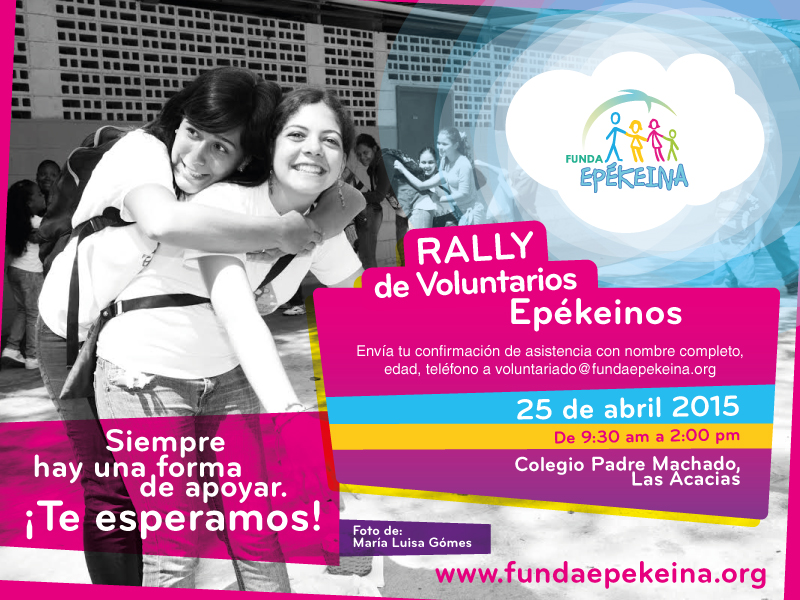 FUNDA
EPÉKEINA
RALLY
de Voluntarios
Epékeinos
Envía tu confirmación de asistencia con nombre completo,
edad, teléfono a voluntariado@fundaepekeina.org
25 de abril 2015
De 9:30 am a 2:00 pm
Colegio Padre Machado,
Las Acacias
Siempre
hay una forma
de apoyar.
¡Te esperamos!
Foto de:
María Luisa Gómes
www.fundaepekeina.org